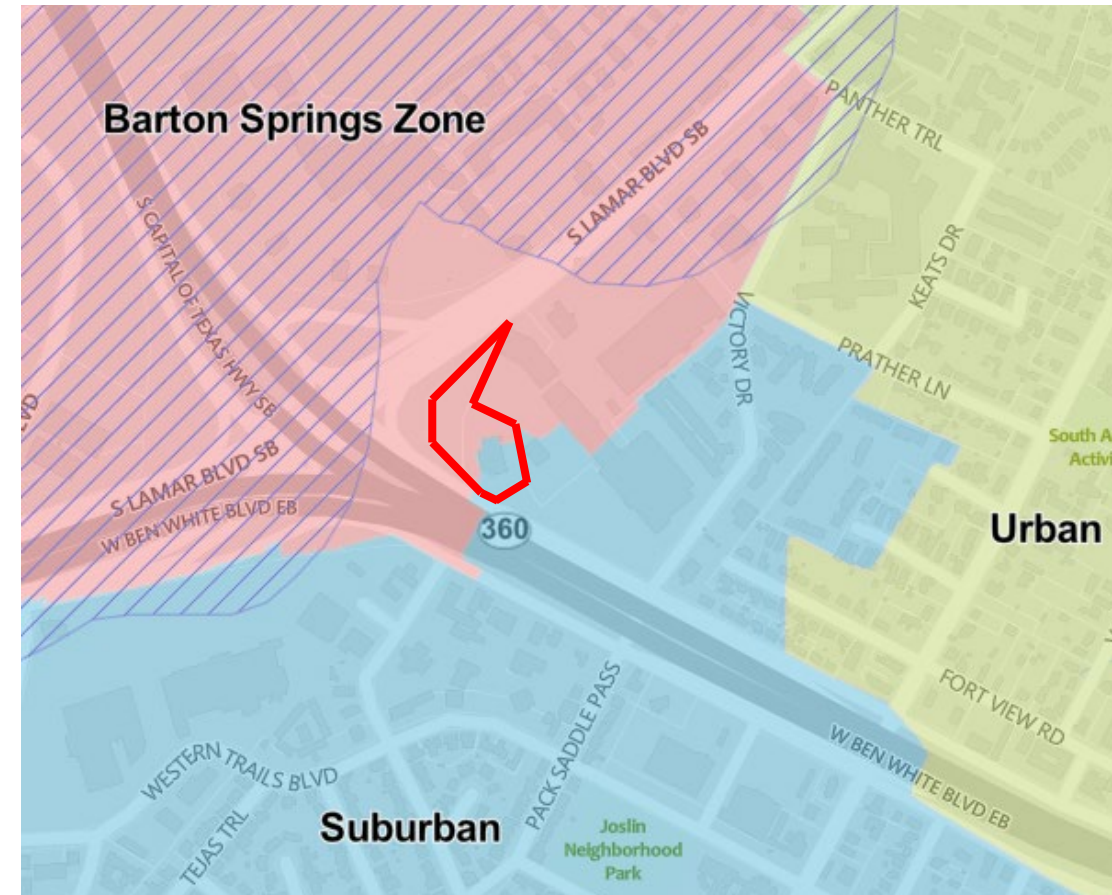 Barton Springs Zone
PANTHER TRL
S LAMAR BLVD SB
S CAPITAL OF TEXAS HWY SB
KEATS DR
VICTORY DR
PRATHER LN
VD
South A
Activi
S LAMAR BLVD SB
W BEN WHITE BLVD EB
360
Urban
FORT VIEW RD
PACK SADDLE PASS
W BEN WHITE BLVD EB
WESTERN TRAILS BLVD
Suburban
TEJAS TRL
Joslin
Neighborhood
Park